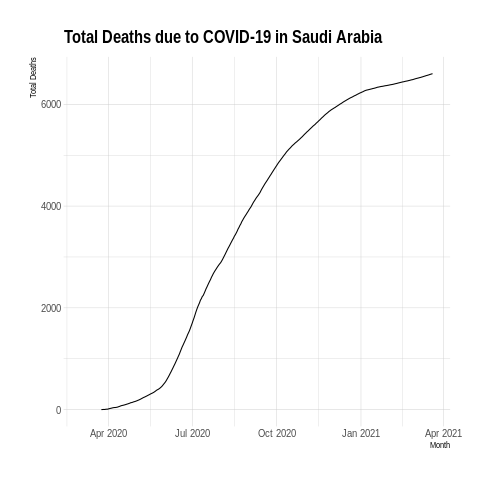 Total Deaths due to COVID-19 in Saudi Arabia
Total Deaths
6000
4000
2000
0
Apr 2020 Jul 2020 Oct 2020 Jan 2021 Apr 2021
Month